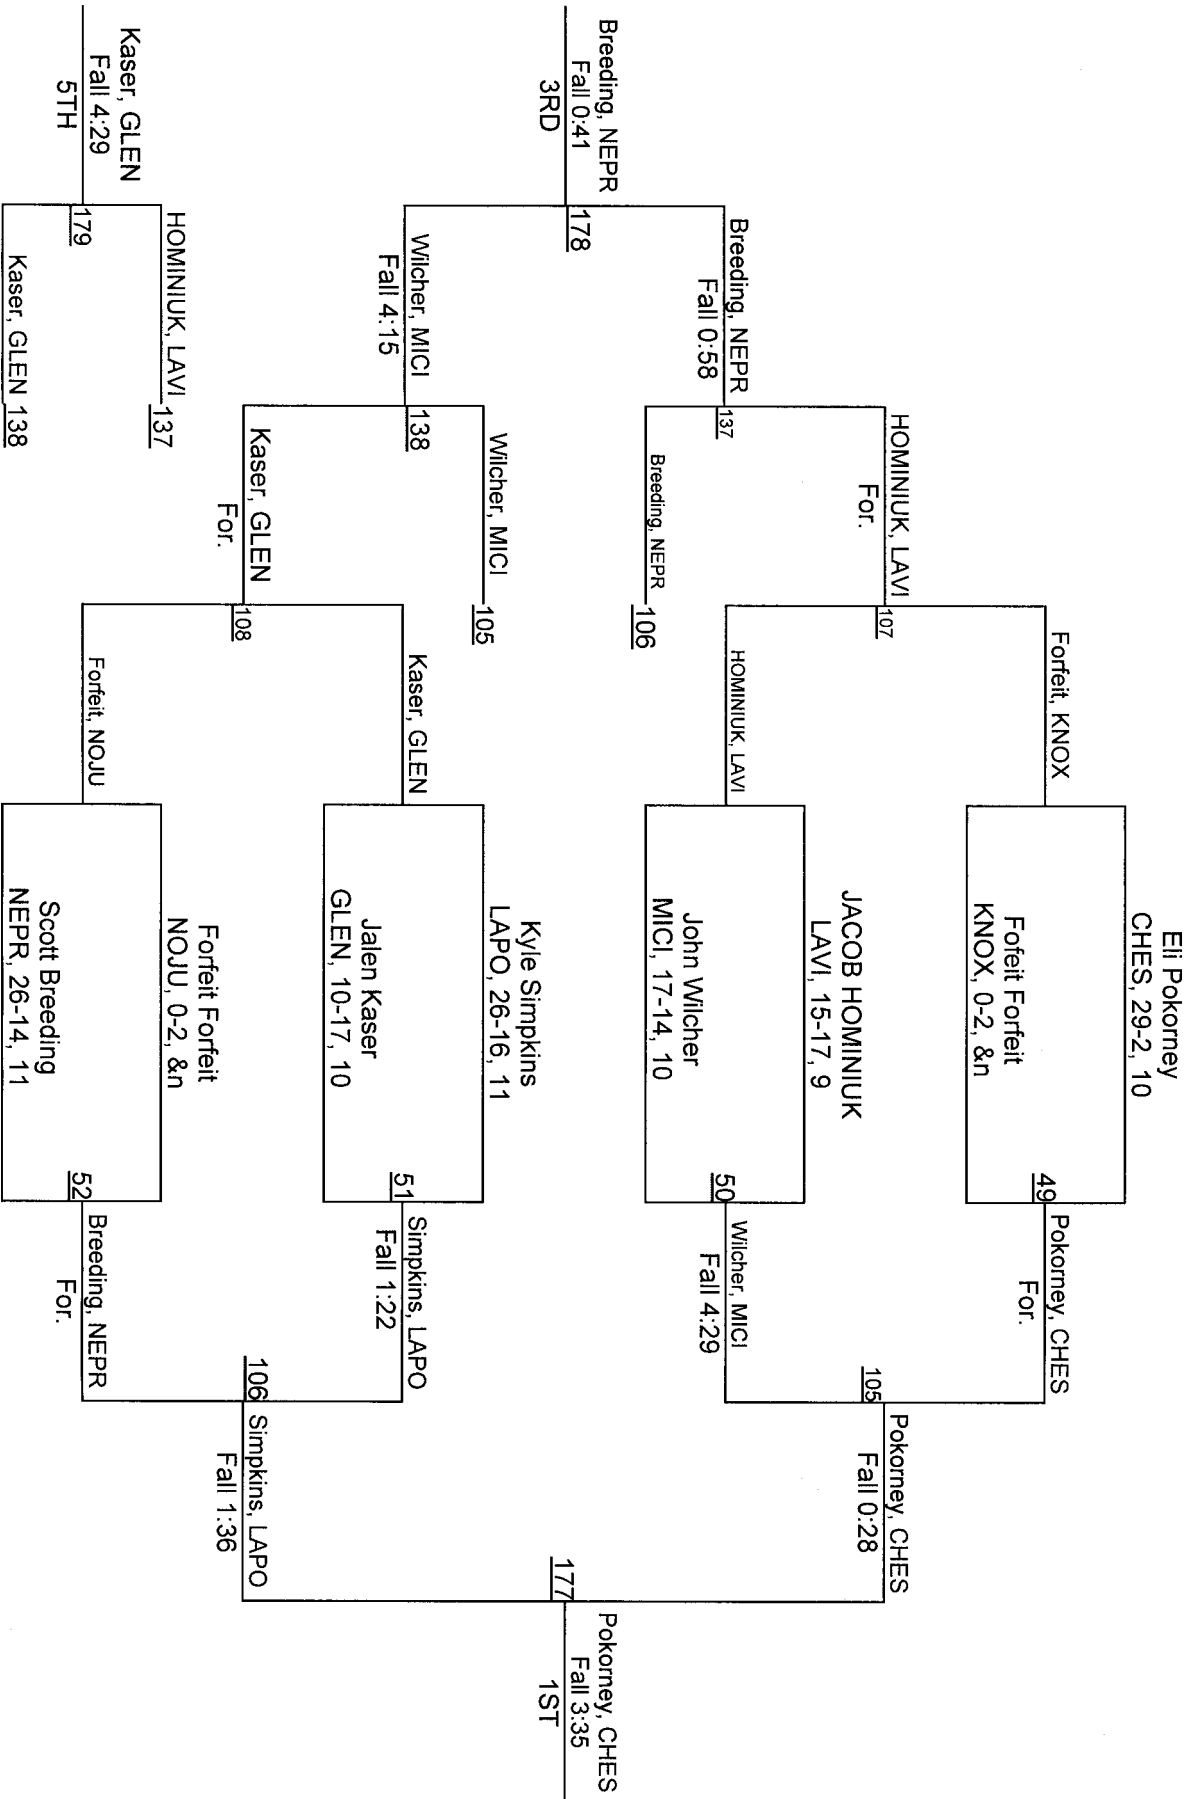 Eli Pokorney
CHES, 29-2, 10
Fofeit Forfeit
KNOX, 0-2, &n
49
Pokorney, CHES
For.
JACOB HOMINIUK
LAVI, 15-17, 9
John Wilcher
MICI, 17-14, 10
50
Wilcher, MICI
Fall 4:29
Kyle Simpkins
LAPO, 26-16, 11
Jalen Kaser
GLEN, 10-17, 10
51
Simpkins, LAPO
Fall 1:22
Forfeit Forfeit
NOJU, 0-2, &n
Scott Breeding
NEPR, 26-14, 11
52
Breeding, NEPR
For.
105
Pokorney, CHES
Fall 0:28
106
Simpkins, LAPO
Fall 1:36
177
Pokorney, CHES
Fall 3:35
1ST
Forfeit, KNOX
HOMINIUK, LAVI
107
HOMINIUK, LAVI
For.
Breeding, NEPR
106
137
Breeding, NEPR
Fall 0:58
Kaser, GLEN
Forfeit, NOJU
108
Kaser, GLEN
For.
Wilcher, MICI
105
138
Wilcher, MICI
Fall 4:15
178
Breeding, NEPR
Fall 0:41
3RD
HOMINIUK, LAVI
137
Kaser, GLEN
138
179
Kaser, GLEN
Fall 4:29
5TH